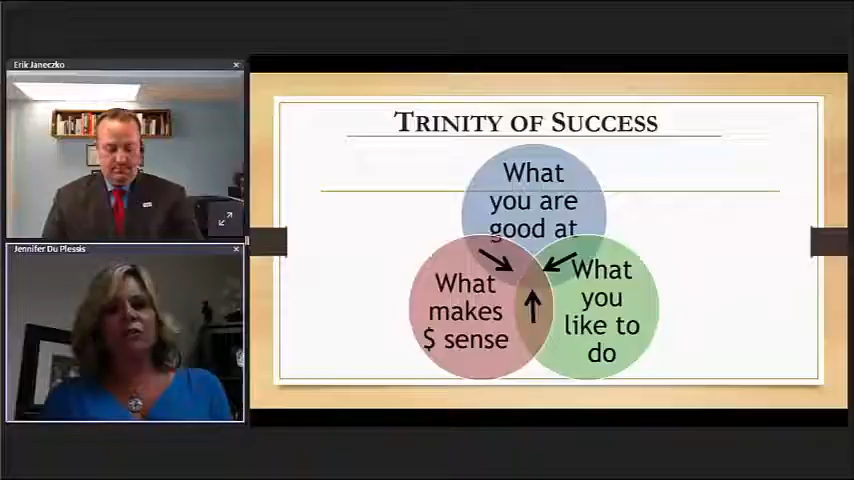 Erik Janeczko
Jennifer Du Plessis
TRINITY OF SUCCESS
What
you are
good at
What
makes
$ sense
What
you
like to
do